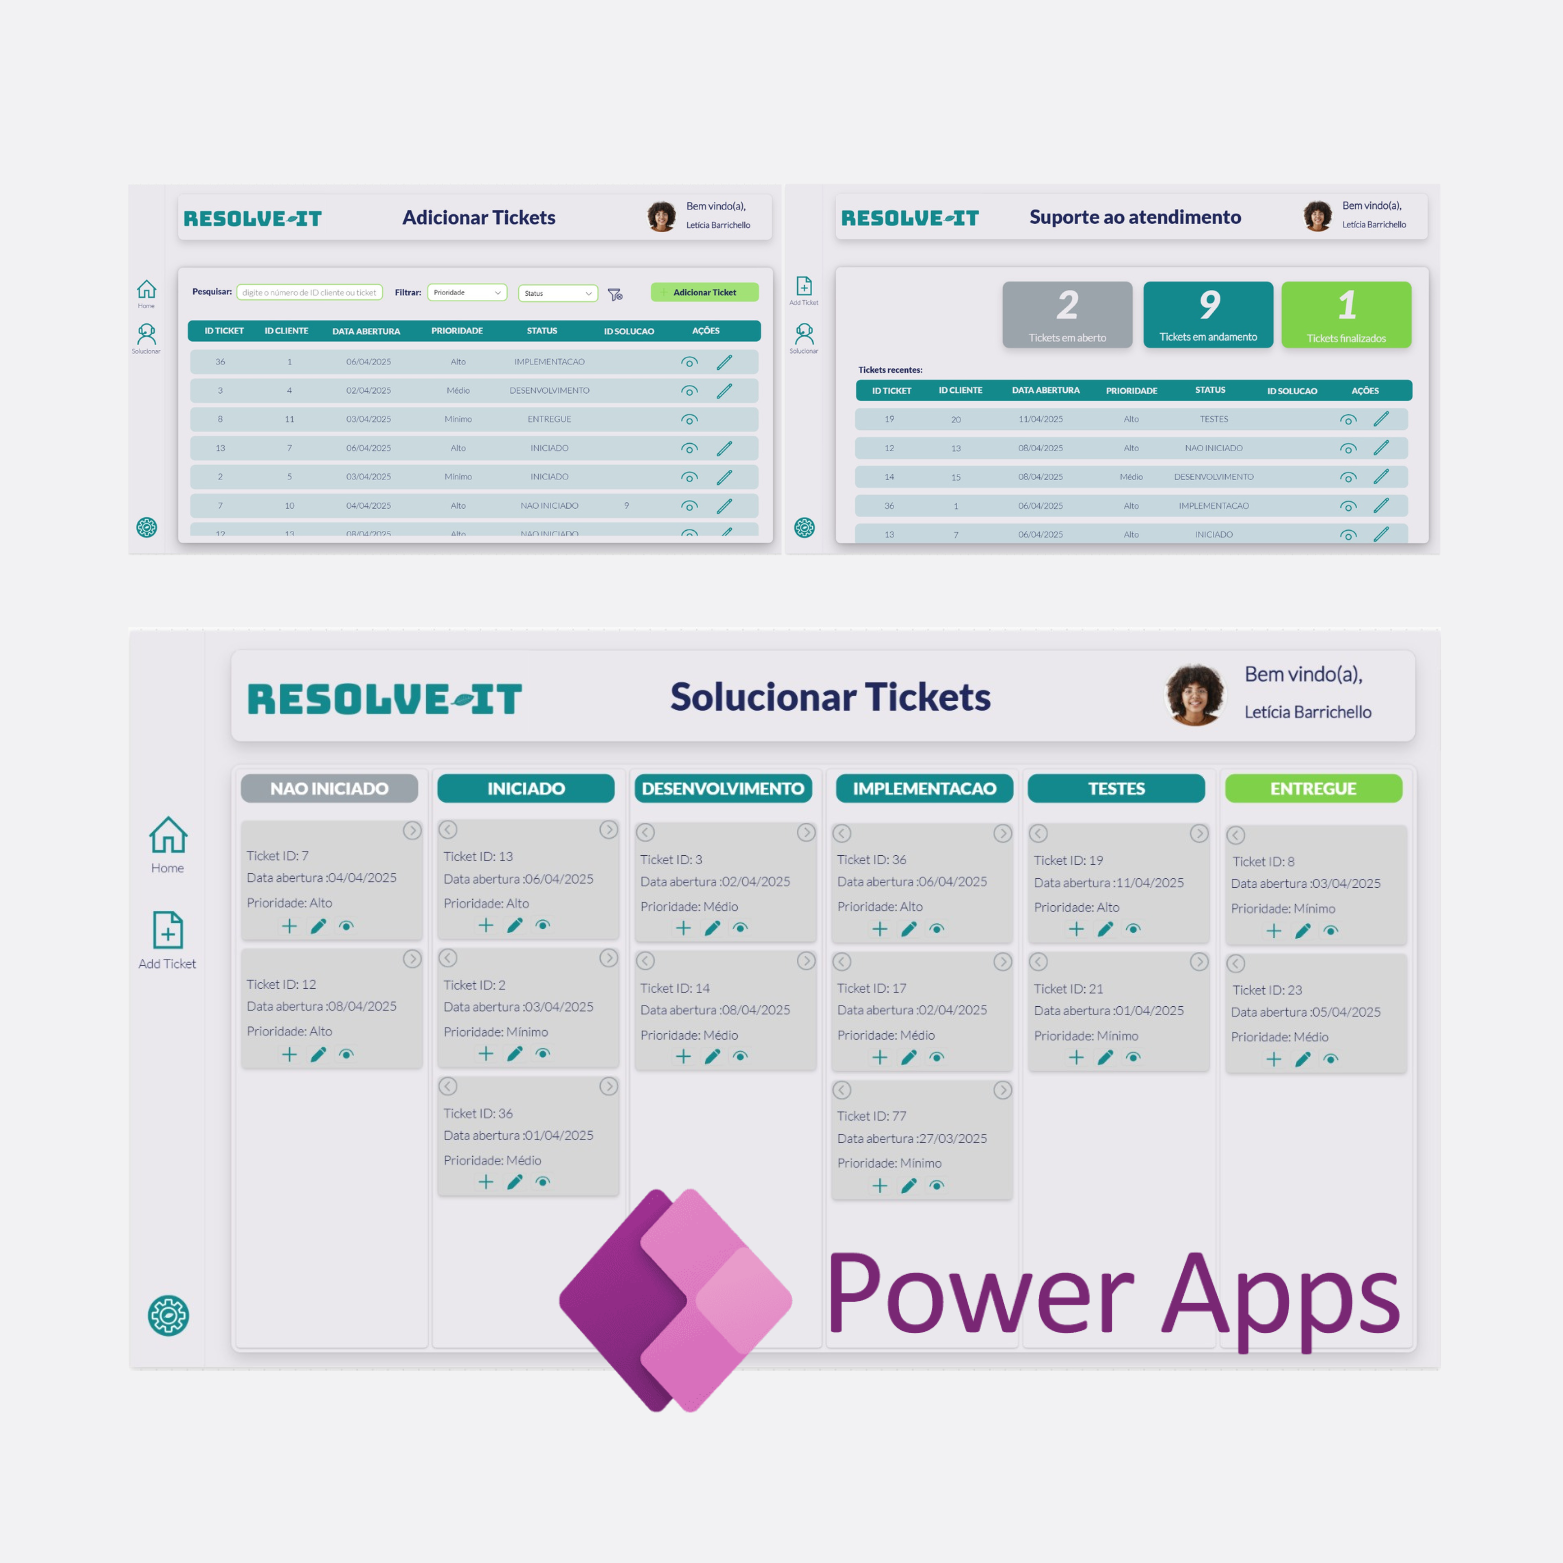 RESOLVE-IT
Adicionar Tickets
Bem vindo(a),
Letícia Barrichello
Home
Solucionar
Pesquisar: digite o número de ID cliente ou ticket Filtrar: Prioridade Status + Adicionar Ticket
ID TICKET ID CLIENTE DATA ABERTURA PRIORIDADE STATUS ID SOLUCAO AÇÕES
36 1 06/04/2025 Alto IMPLEMENTACAO
3 4 02/04/2025 Médio DESENVOLVIMENTO
8 11 03/04/2025 Mínimo ENTREGUE
13 7 06/04/2025 Alto INICIADO
2 5 03/04/2025 Mínimo INICIADO
7 10 04/04/2025 Alto NAO INICIADO 9
12 13 08/04/2025 Alto NAO INICIADO
RESOLVE-IT
Suporte ao atendimento
Bem vindo(a),
Letícia Barrichello
Add Ticket
Solucionar
2
Tickets em aberto
9
Tickets em andamento
1
Tickets finalizados
Tickets recentes:
ID TICKET ID CLIENTE DATA ABERTURA PRIORIDADE STATUS ID SOLUCAO AÇÕES
19 20 11/04/2025 Alto TESTES
12 13 08/04/2025 Alto NAO INICIADO
14 15 08/04/2025 Médio DESENVOLVIMENTO
36 1 06/04/2025 Alto IMPLEMENTACAO
13 7 06/04/2025 Alto INICIADO
RESOLVE-IT
Solucionar Tickets
Bem vindo(a),
Letícia Barrichello
Home
Add Ticket
NAO INICIADO
Ticket ID: 7
Data abertura :04/04/2025
Prioridade: Alto
Ticket ID: 12
Data abertura :08/04/2025
Prioridade: Alto
INICIADO
Ticket ID: 13
Data abertura :06/04/2025
Prioridade: Alto
Ticket ID: 2
Data abertura :03/04/2025
Prioridade: Mínimo
Ticket ID: 36
Data abertura :01/04/2025
Prioridade: Médio
DESENVOLVIMENTO
Ticket ID: 3
Data abertura :02/04/2025
Prioridade: Médio
Ticket ID: 14
Data abertura :08/04/2025
Prioridade: Médio
IMPLEMENTACAO
Ticket ID: 36
Data abertura :06/04/2025
Prioridade: Alto
Ticket ID: 17
Data abertura :02/04/2025
Prioridade: Médio
Ticket ID: 77
Data abertura :27/03/2025
Prioridade: Mínimo
TESTES
Ticket ID: 19
Data abertura :11/04/2025
Prioridade: Alto
Ticket ID: 21
Data abertura :01/04/2025
Prioridade: Mínimo
ENTREGUE
Ticket ID: 8
Data abertura :03/04/2025
Prioridade: Mínimo
Ticket ID: 23
Data abertura :05/04/2025
Prioridade: Médio
Power Apps